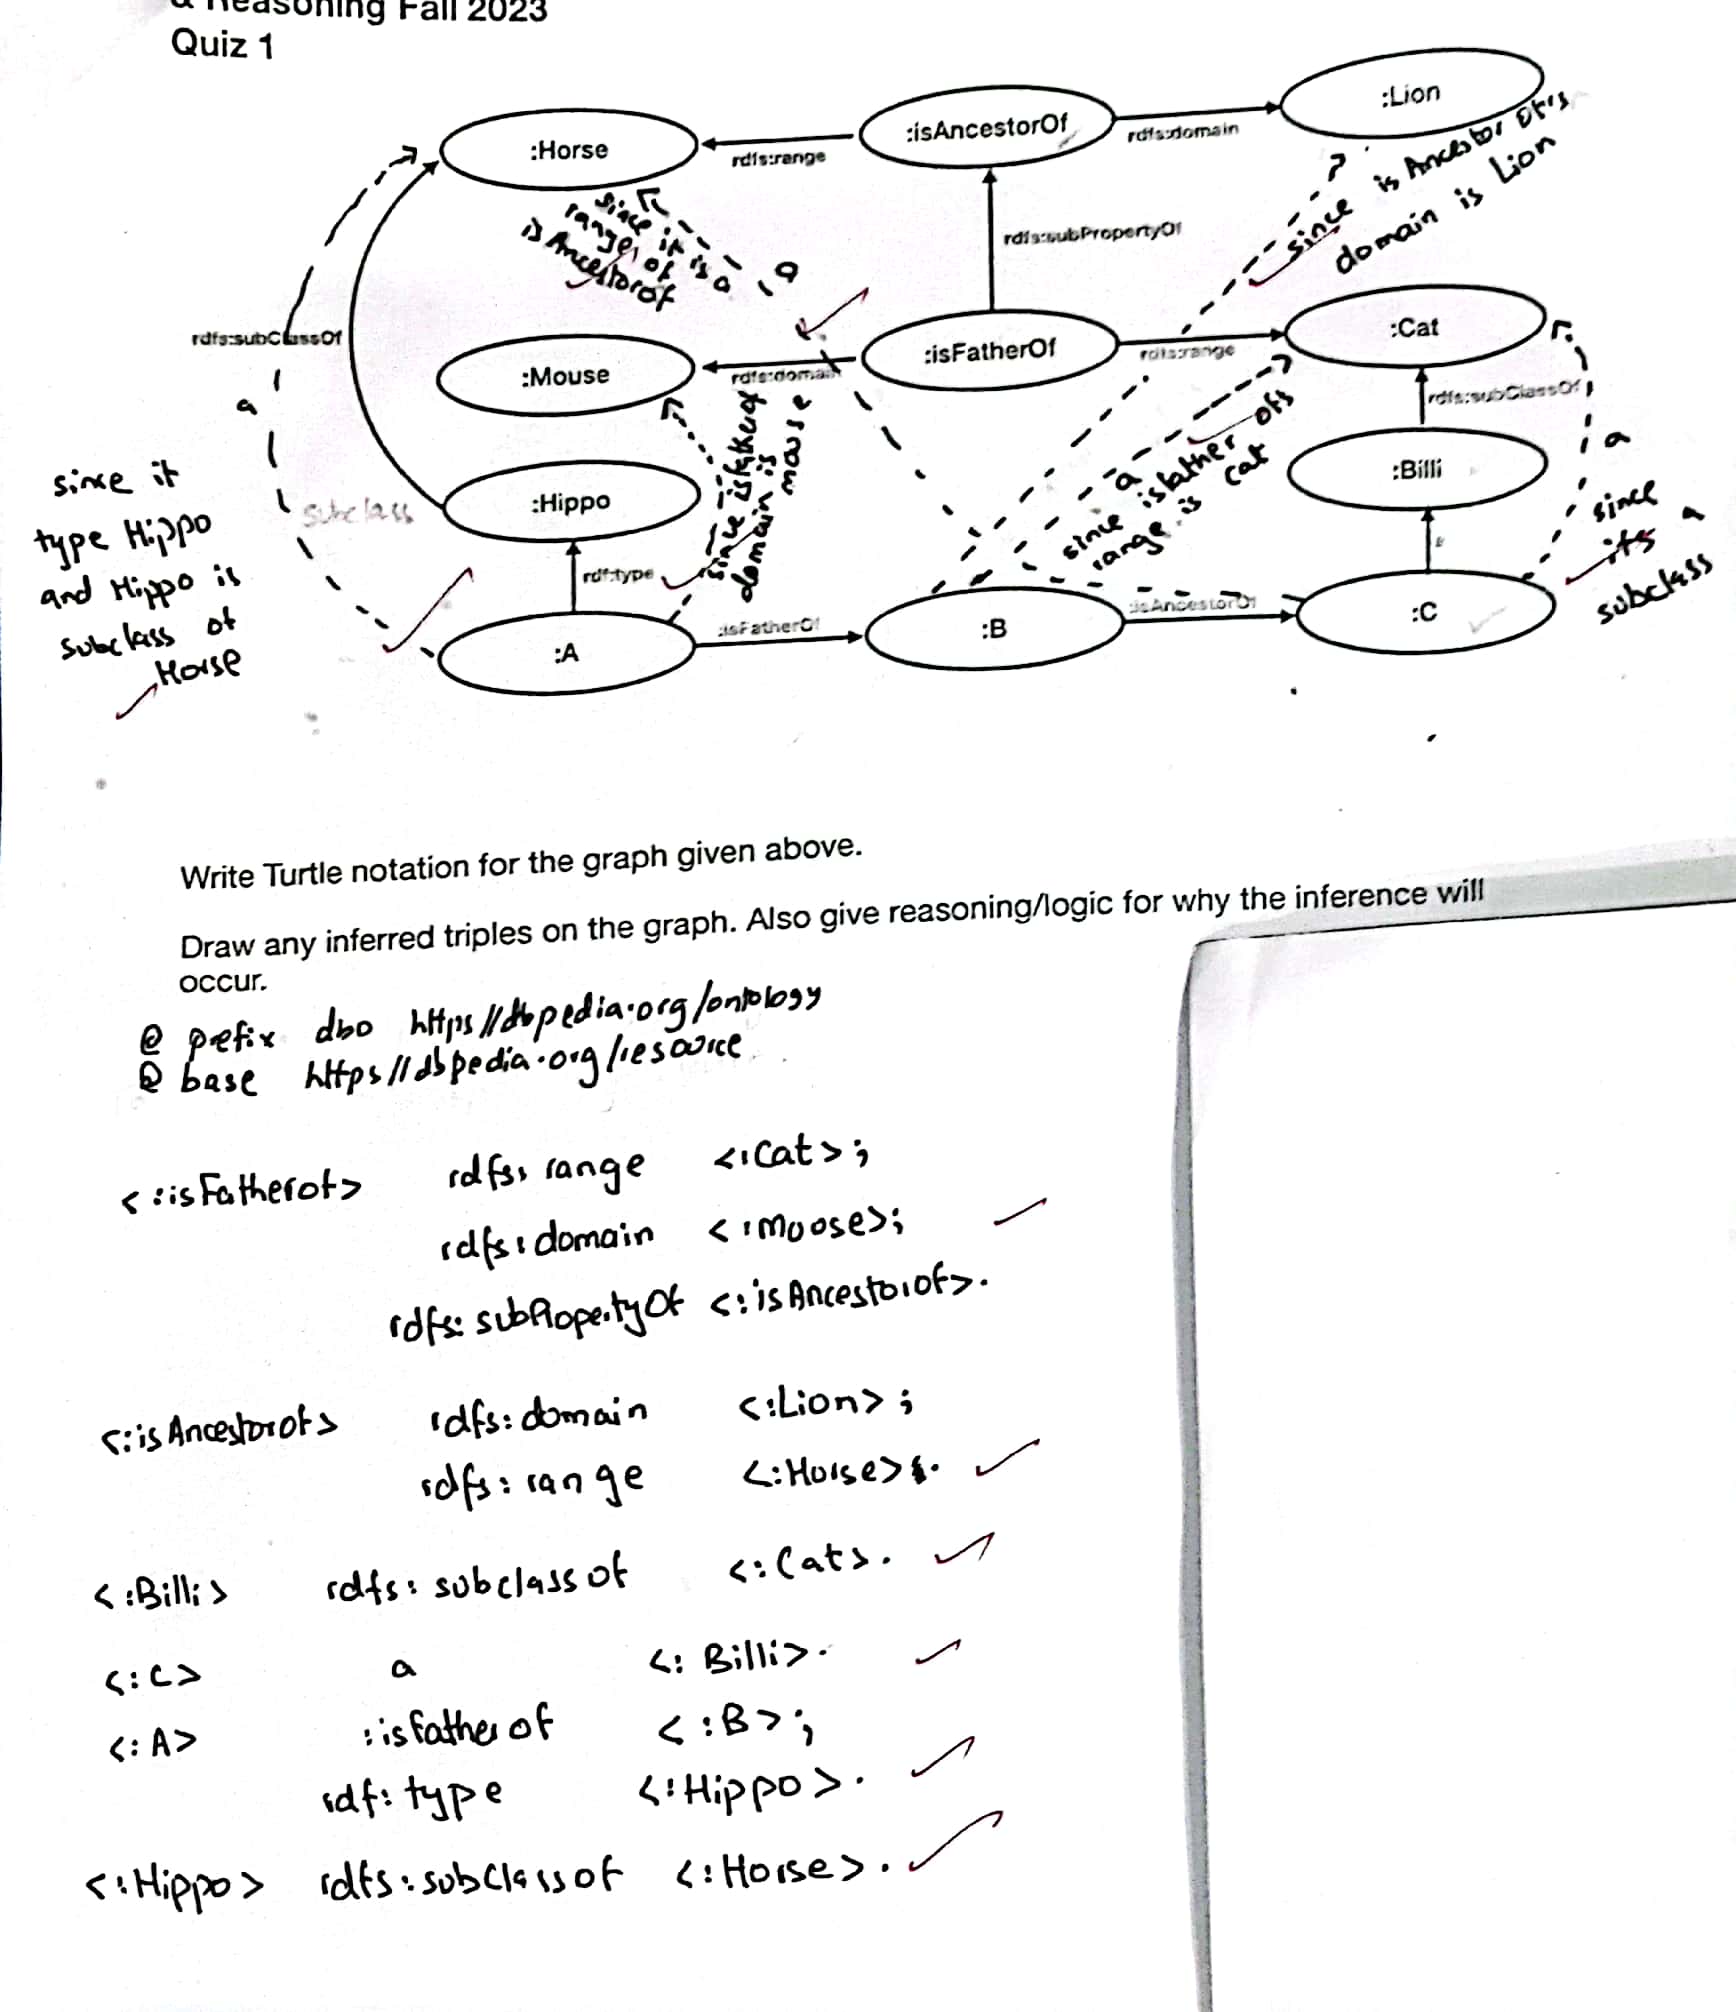 & Reasoning Fall 2023
Quiz 1
:Lion
:isAncestorOf
:Horse
rdfs:domain
rdfs:range
since isAncestorOf's
domain is Lion
since it is a
range of
isAncestorof
a
rdfs:subPropertyOf
rdfs:subClassOf
:Cat
:isFatherOf
rdfs:range
:Mouse
rdfs:domain
rdfs:subClassOf
a
a
since isfather of
domain is
mouse
since isfather ofs
range is cat
a
:Billi
:Hippo
subclass
since it
type Hippo
and Hippo is
subclass of
Horse
since
its a
subclass
rdf:type
:isAncestorOf
:C
:B
:isFatherOf
:A
Write Turtle notation for the graph given above.
Draw any inferred triples on the graph. Also give reasoning/logic for why the inference will
occur.
@ prefix dbo https//dbpedia.org/ontology
@ base https//dbpedia.org/resource
<:isFatherof> rdfs: range <:Cat>;
rdfs: domain <:Moose>;
rdfs: subPropertyOf <:isAncestorof>.
<:isAncestorof> rdfs: domain <:Lion>;
rdfs: range <:Horse>.
<:Billi> rdfs: subclassof <:Cat>.
<:C> a <: Billi>.
<:A> :isfatherof <:B>;
rdf: type <:Hippo>.
<:Hippo> rdfs: subClassof <:Horse>.